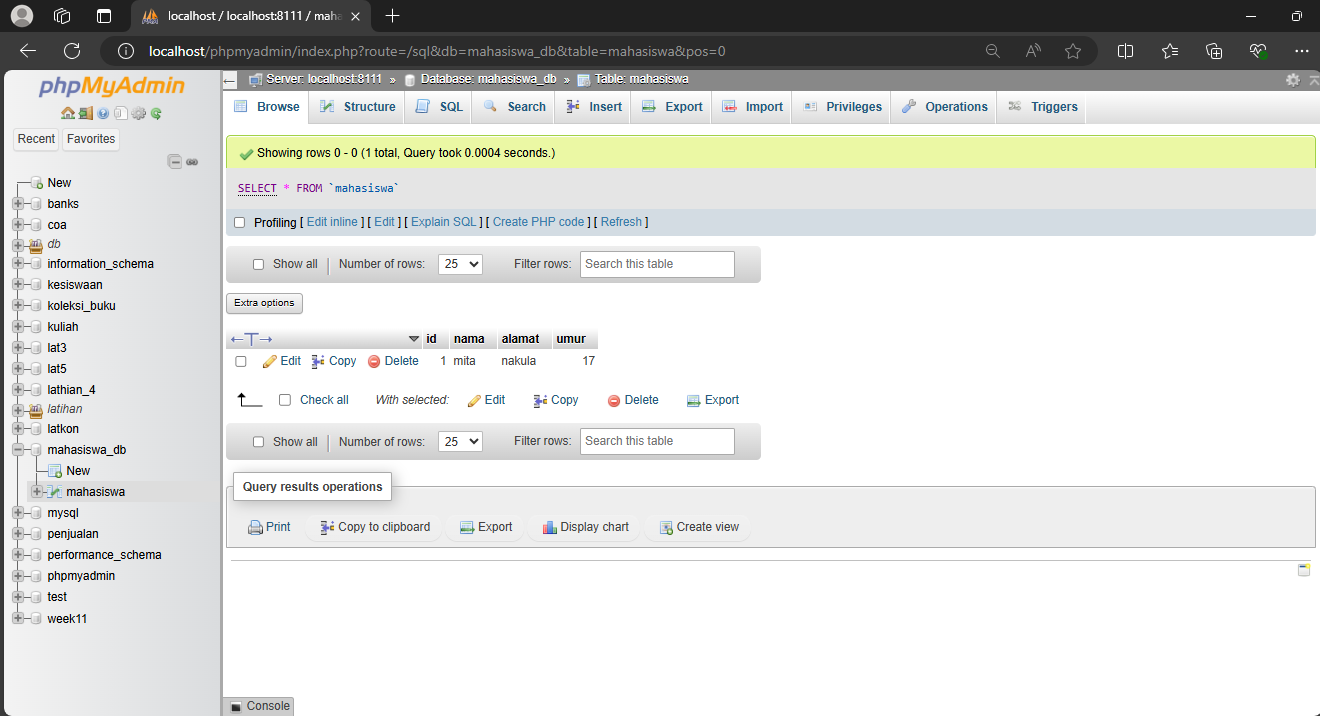 localhost / localhost:8111 / maha
localhost/phpmyadmin/index.php?route=/sql&db=mahasiswa_db&table=mahasiswa&pos=0
phpMyAdmin
Recent Favorites
New
banks
coa
db
information_schema
kesiswaan
koleksi_buku
kuliah
lat3
lat5
lathian_4
latihan
latkon
mahasiswa_db
New
mahasiswa
mysql
penjualan
performance_schema
phpmyadmin
test
week11
Server: localhost:8111 » Database: mahasiswa_db » Table: mahasiswa
Browse Structure SQL Search Insert Export Import Privileges Operations Triggers
Showing rows 0 - 0 (1 total, Query took 0.0004 seconds.)
SELECT * FROM `mahasiswa`
Profiling [ Edit inline ] [ Edit ] [ Explain SQL ] [ Create PHP code ] [ Refresh ]
Show all | Number of rows: 25 Filter rows: Search this table
Extra options
←T→ id nama alamat umur
Edit Copy Delete 1 mita nakula 17
Check all With selected: Edit Copy Delete Export
Show all | Number of rows: 25 Filter rows: Search this table
Query results operations
Print Copy to clipboard Export Display chart Create view
Console